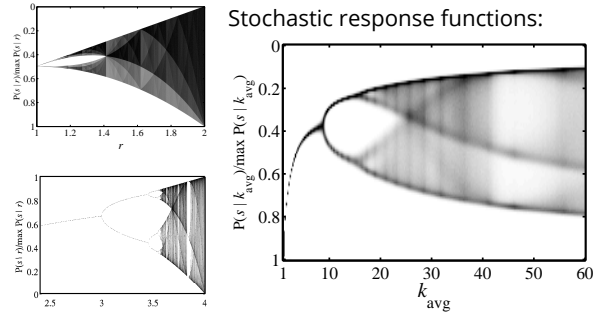 Stochastic response functions:
P(s | r)/max P(s | r)
0
0.2
0.4
0.6
0.8
1
1 1.2 1.4 1.6 1.8 2
r
P(s | r)/max P(s | r)
0
0.2
0.4
0.6
0.8
1
2.5 3 3.5 4
P(s | k_avg)/max P(s | k_avg)
0
0.4
0.6
0.8
1
1 10 20 30 40 50 60
k_avg